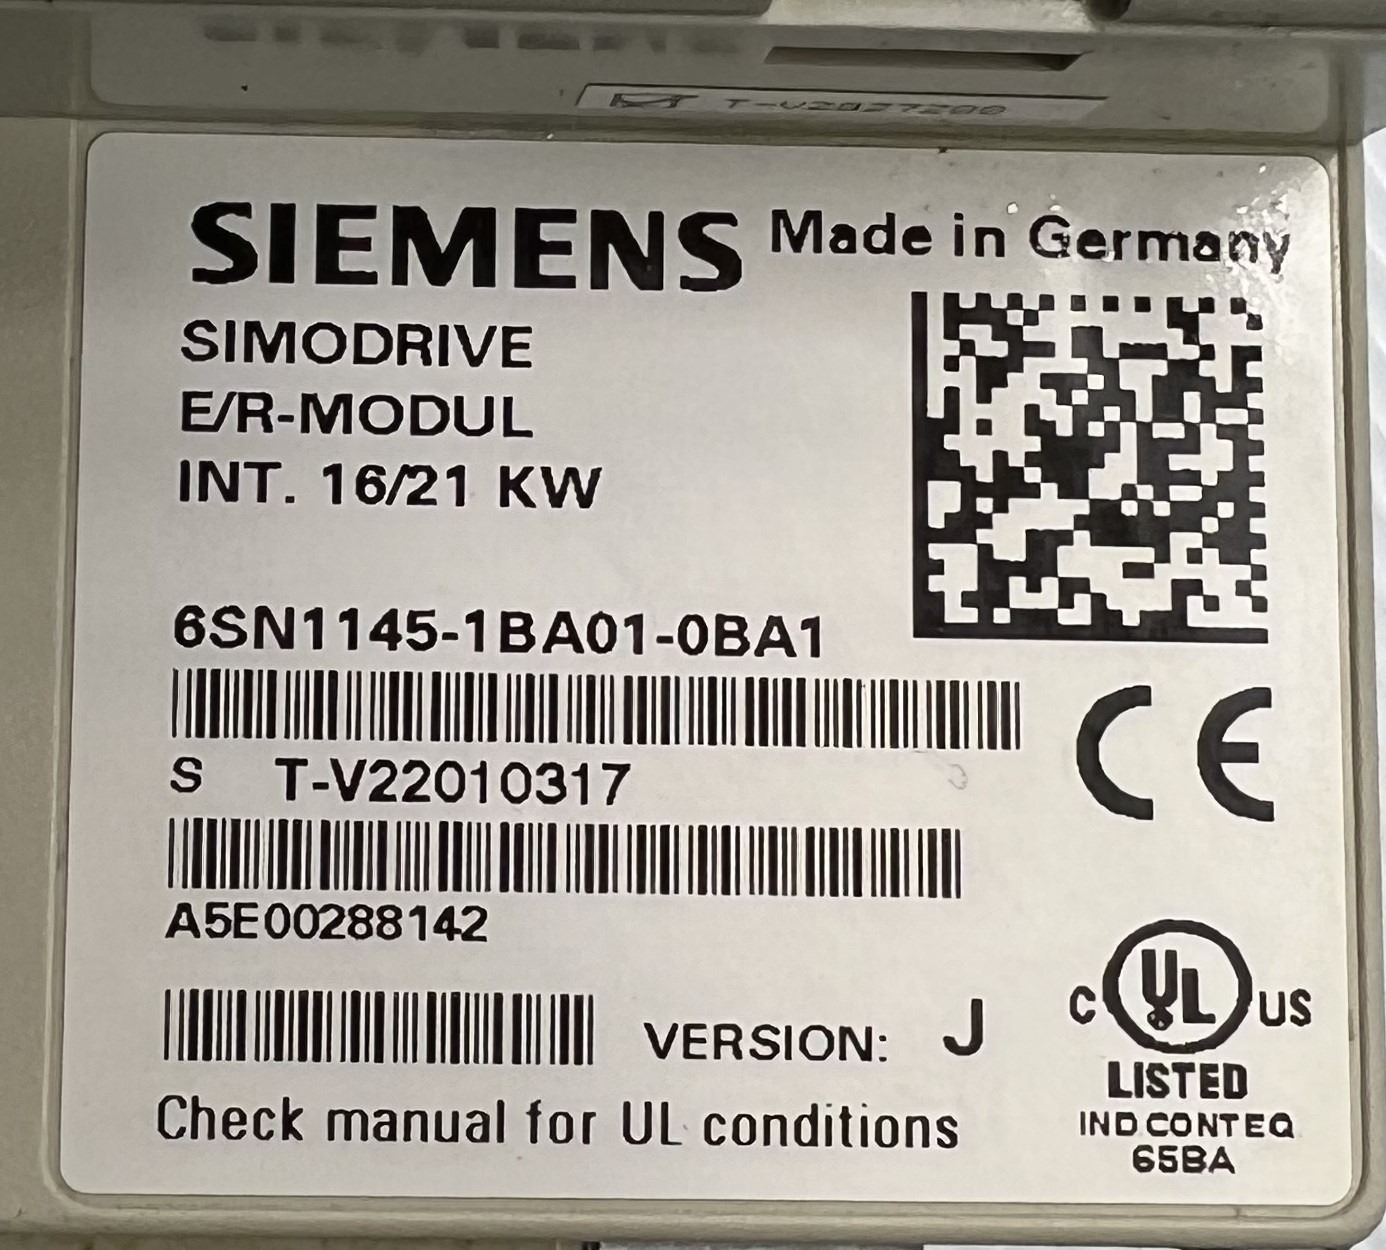 SIEMENS Made in Germany
SIMODRIVE
E/R-MODUL
INT. 16/21 KW
6SN1145-1BA01-0BA1
S T-V22010317
A5E00288142
VERSION: J
Check manual for UL conditions
CE
C UL US
LISTED
IND CONT EQ
65BA